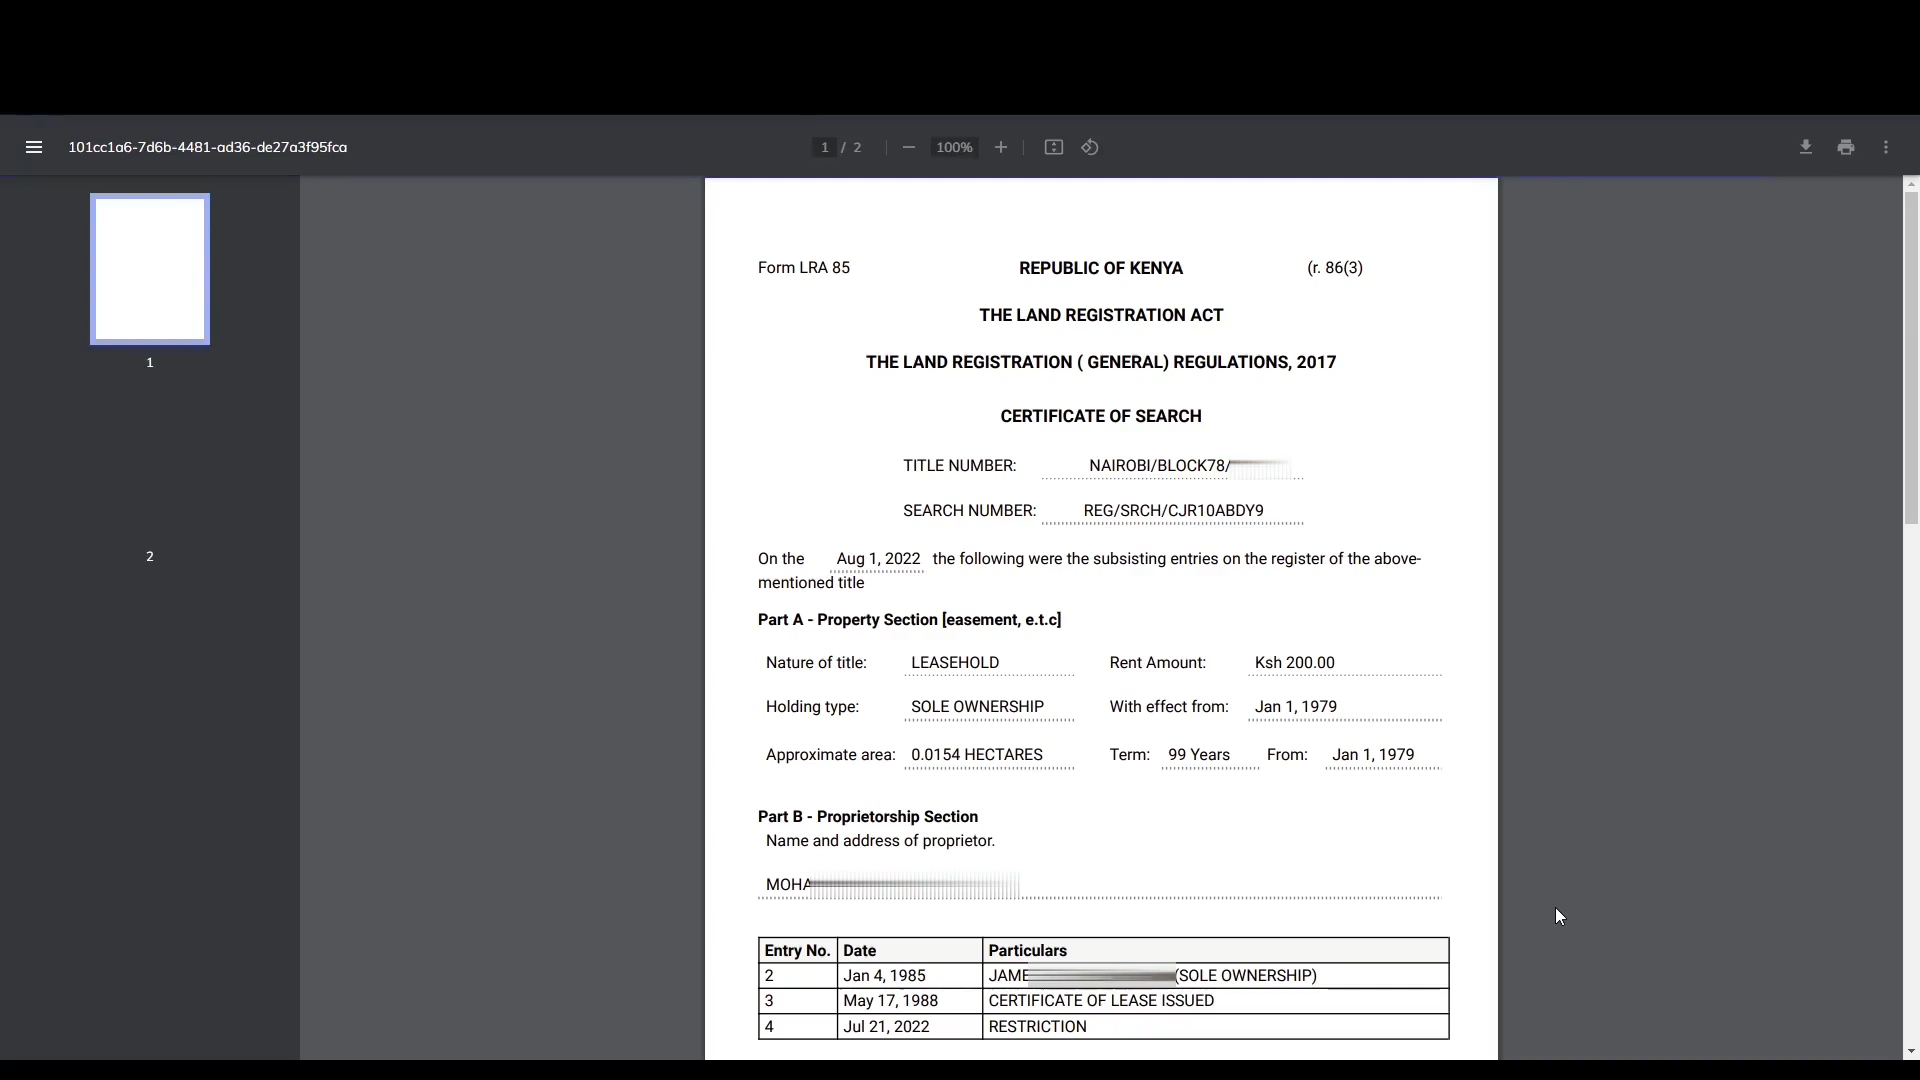 101cc1a6-7d6b-4481-ad36-de27a3f95fca
1 / 2
100%
1
2
Form LRA 85 REPUBLIC OF KENYA (r. 86(3)
THE LAND REGISTRATION ACT
THE LAND REGISTRATION ( GENERAL) REGULATIONS, 2017
CERTIFICATE OF SEARCH
TITLE NUMBER: NAIROBI/BLOCK78/
SEARCH NUMBER: REG/SRCH/CJR10ABDY9
On the Aug 1, 2022 the following were the subsisting entries on the register of the above-
mentioned title
Part A - Property Section [easement, e.t.c]
Nature of title: LEASEHOLD Rent Amount: Ksh 200.00
Holding type: SOLE OWNERSHIP With effect from: Jan 1, 1979
Approximate area: 0.0154 HECTARES Term: 99 Years From: Jan 1, 1979
Part B - Proprietorship Section
Name and address of proprietor.
MOHA
Entry No. Date Particulars
2 Jan 4, 1985 JAME (SOLE OWNERSHIP)
3 May 17, 1988 CERTIFICATE OF LEASE ISSUED
4 Jul 21, 2022 RESTRICTION